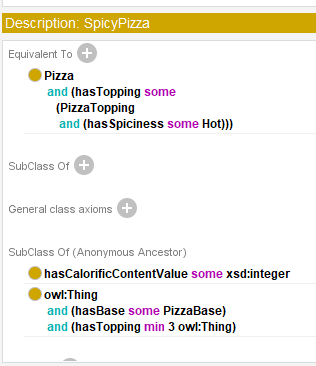 Description: SpicyPizza
Equivalent To
Pizza
and (hasTopping some
(PizzaTopping
and (hasSpiciness some Hot)))
SubClass Of
General class axioms
SubClass Of (Anonymous Ancestor)
hasCalorificContentValue some xsd:integer
owl:Thing
and (hasBase some PizzaBase)
and (hasTopping min 3 owl:Thing)